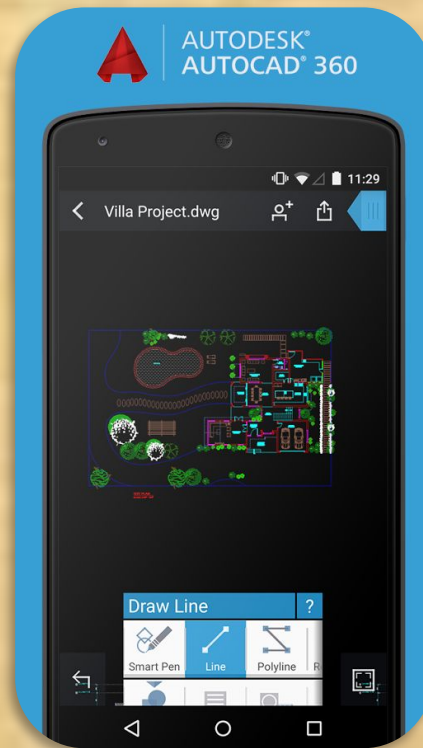 AUTODESK®
AUTOCAD® 360
11:29
Villa Project.dwg
Draw Line ?
Smart Pen Line Polyline R